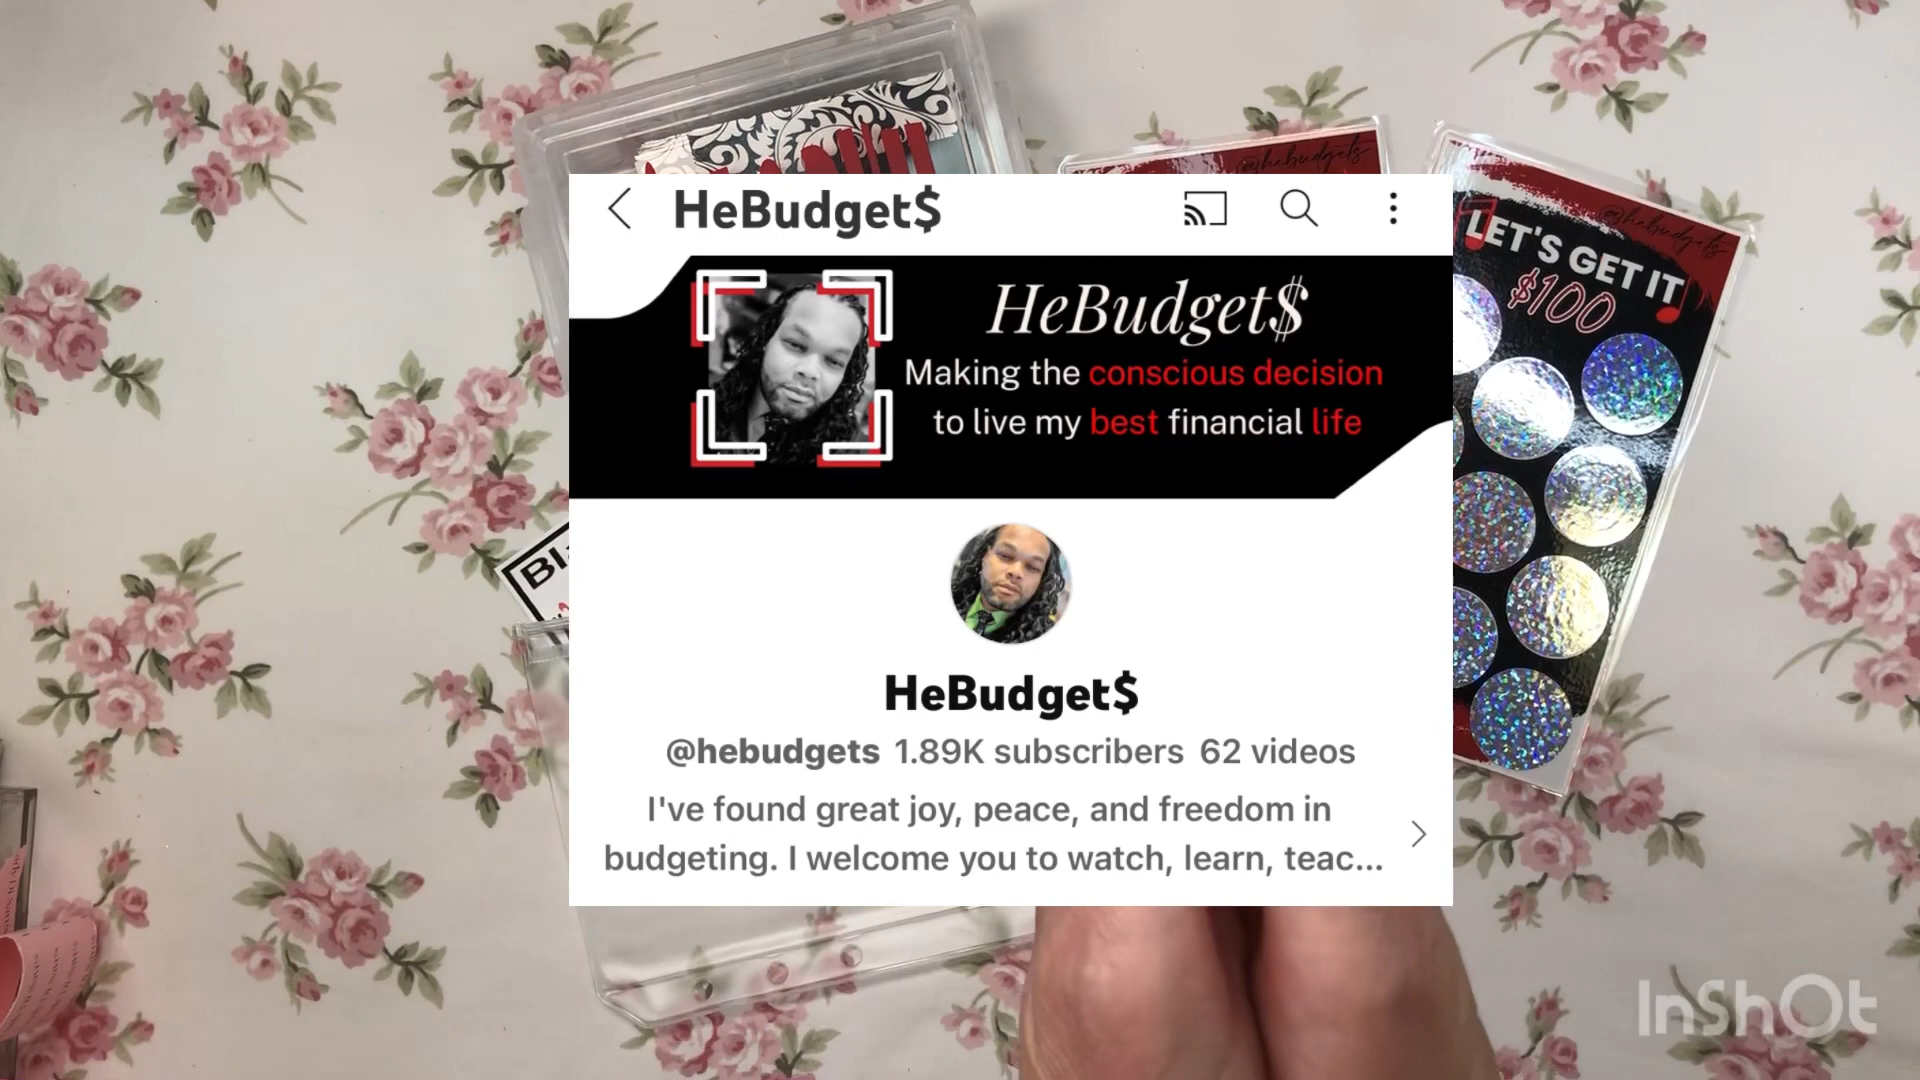 HeBudget$
HeBudget$
Making the conscious decision
to live my best financial life
HeBudget$
@hebudgets 1.89K subscribers 62 videos
I've found great joy, peace, and freedom in
budgeting. I welcome you to watch, learn, teac...
@hebudgets
@hebudgets
LET'S GET IT
$100
InShOt